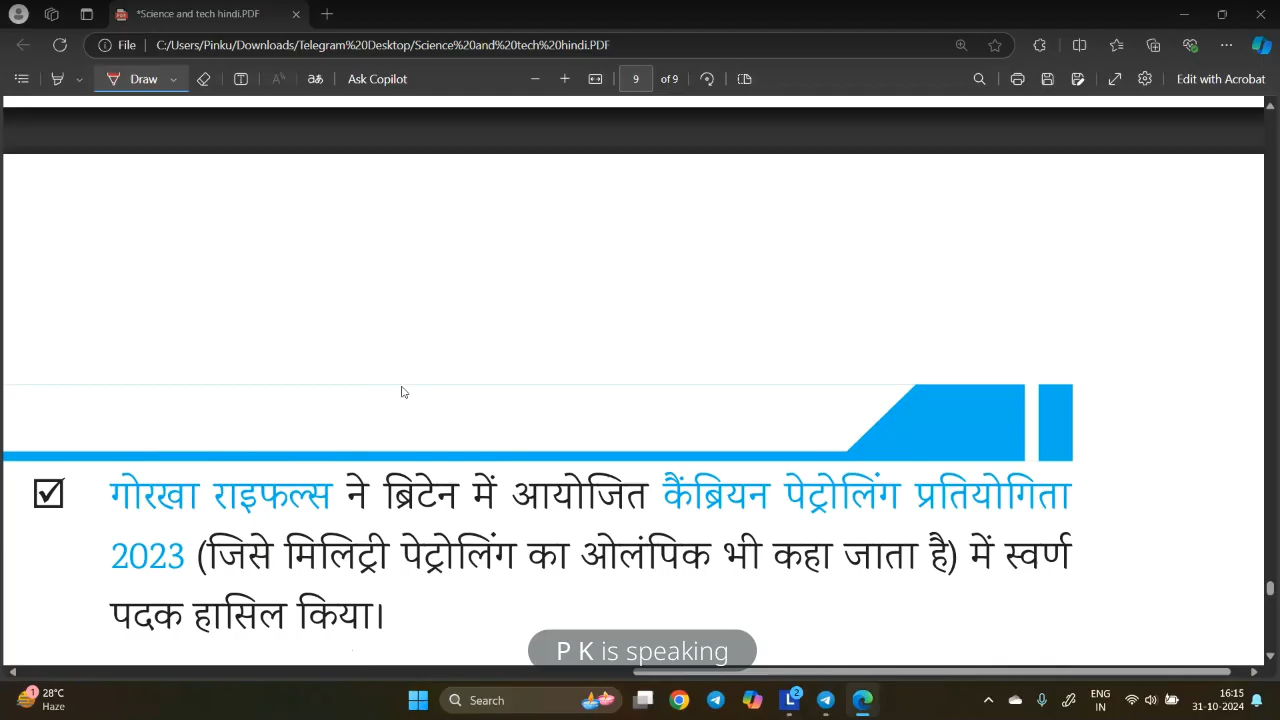 *Science and tech hindi.PDF
File C:/Users/Pinku/Downloads/Telegram%20Desktop/Science%20and%20tech%20hindi.PDF
Draw Ask Copilot 9 of 9 Edit with Acrobat
गोरखा राइफल्स ने ब्रिटेन में आयोजित कैंब्रियन पेट्रोलिंग प्रतियोगिता
2023 (जिसे मिलिट्री पेट्रोलिंग का ओलंपिक भी कहा जाता है) में स्वर्ण
पदक हासिल किया।
P K is speaking
1 28°C
Haze
Search
2
ENG
IN
16:15
31-10-2024